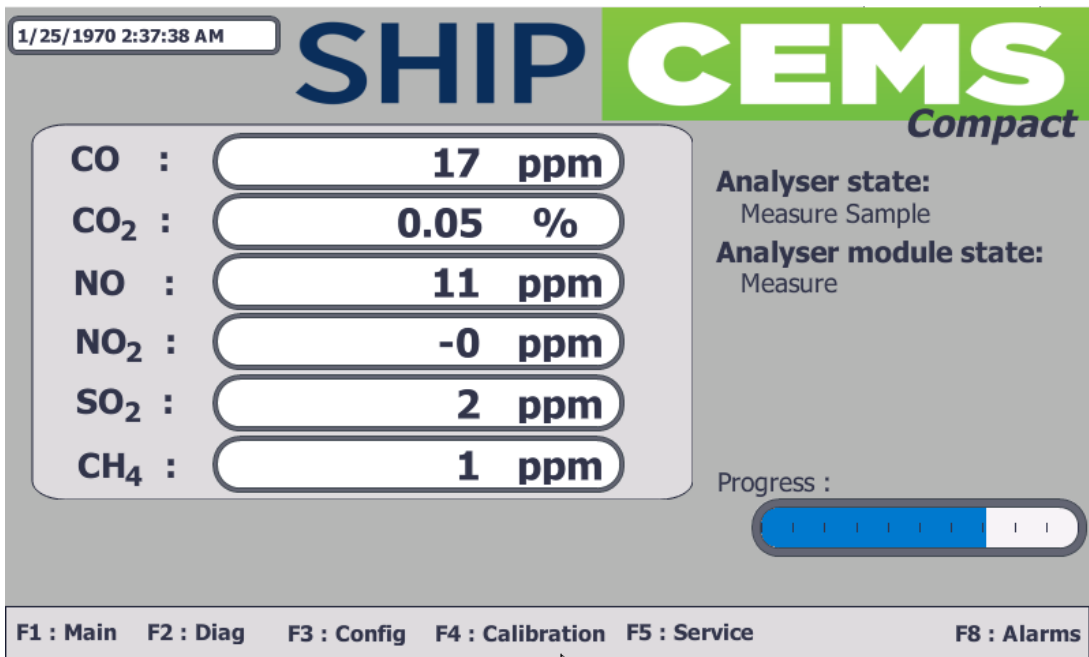 1/25/1970 2:37:38 AM
SHIP CEMS
Compact
CO : 17 ppm
CO2 : 0.05 %
NO : 11 ppm
NO2 : -0 ppm
SO2 : 2 ppm
CH4 : 1 ppm
Analyser state:
Measure Sample
Analyser module state:
Measure
Progress :
F1 : Main F2 : Diag F3 : Config F4 : Calibration F5 : Service F8 : Alarms